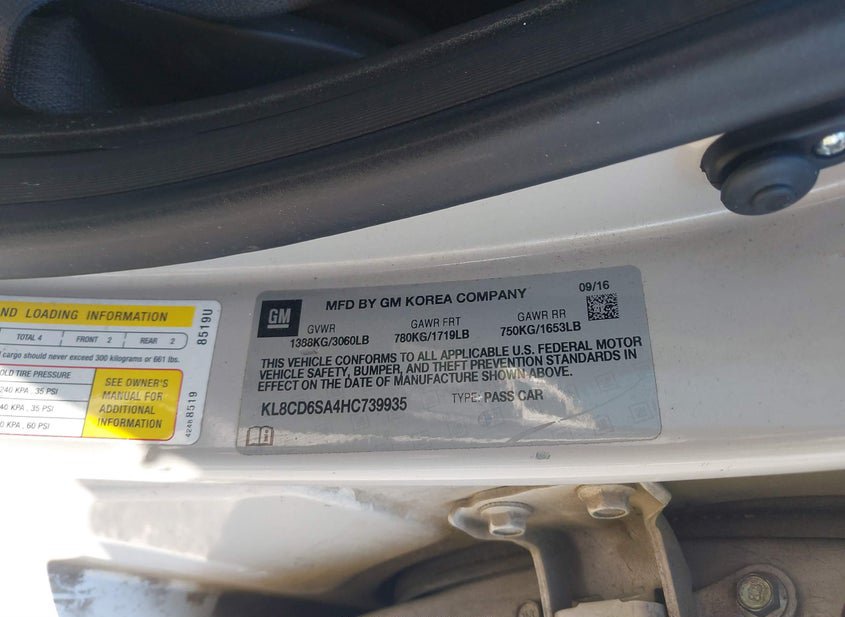 ND LOADING INFORMATION
TOTAL 4 FRONT 2 REAR 2
cargo should never exceed 300 kilograms or 661 lbs.
OLD TIRE PRESSURE
240 KPA , 35 PSI
40 KPA , 35 PSI
0 KPA , 60 PSI
SEE OWNER'S
MANUAL FOR
ADDITIONAL
INFORMATION
8519U
42488519
GM
MFD BY GM KOREA COMPANY
09/16
GVWR GAWR FRT GAWR RR
1388KG/3060LB 780KG/1719LB 750KG/1653LB
THIS VEHICLE CONFORMS TO ALL APPLICABLE U.S. FEDERAL MOTOR
VEHICLE SAFETY, BUMPER, AND THEFT PREVENTION STANDARDS IN
EFFECT ON THE DATE OF MANUFACTURE SHOWN ABOVE.
KL8CD6SA4HC739935 TYPE: PASS CAR